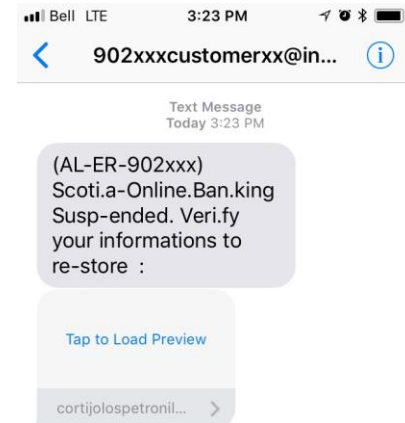 Bell LTE 3:23 PM
902xxxcustomerxx@in...
Text Message
Today 3:23 PM
(AL-ER-902xxx)
Scoti.a-Online.Ban.king
Susp-ended. Veri.fy
your informations to
re-store :
Tap to Load Preview
cortijolospetronil...